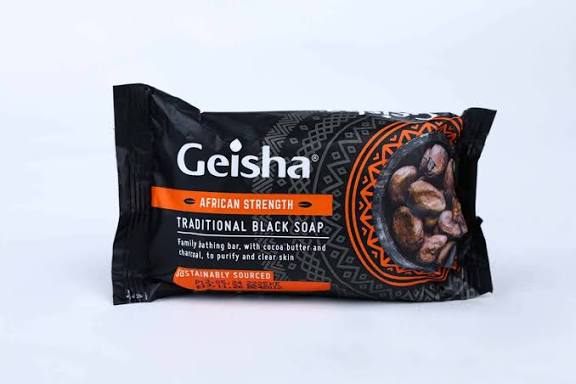 Geisha®
AFRICAN STRENGTH
TRADITIONAL BLACK SOAP
Family bathing bar, with cocoa butter and
charcoal, to purify and clear skin
SUSTAINABLY SOURCED